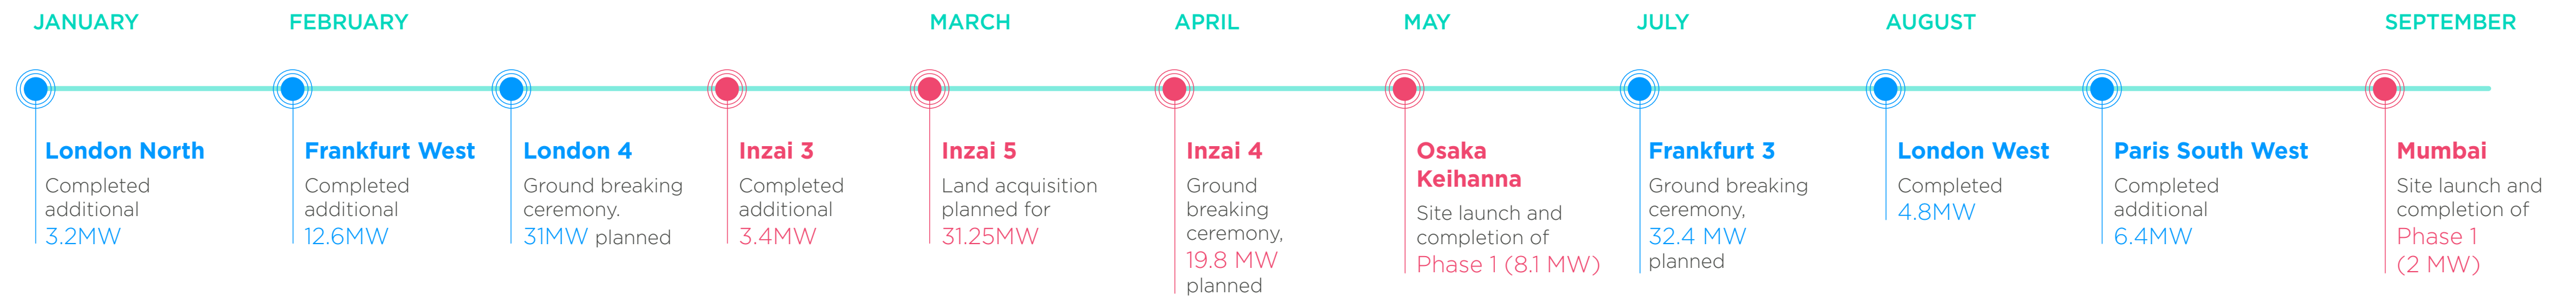 JANUARY
FEBRUARY
MARCH
APRIL
MAY
JULY
AUGUST
SEPTEMBER
London North
Completed
additional
3.2MW
Frankfurt West
Completed
additional
12.6MW
London 4
Ground breaking
ceremony.
31MW planned
Inzai 3
Completed
additional
3.4MW
Inzai 5
Land acquisition
planned for
31.25MW
Inzai 4
Ground
breaking
ceremony,
19.8 MW
planned
Osaka
Keihanna
Site launch and
completion of
Phase 1 (8.1 MW)
Frankfurt 3
Ground breaking
ceremony,
32.4 MW
planned
London West
Completed
4.8MW
Paris South West
Completed
additional
6.4MW
Mumbai
Site launch and
completion of
Phase 1
(2 MW)